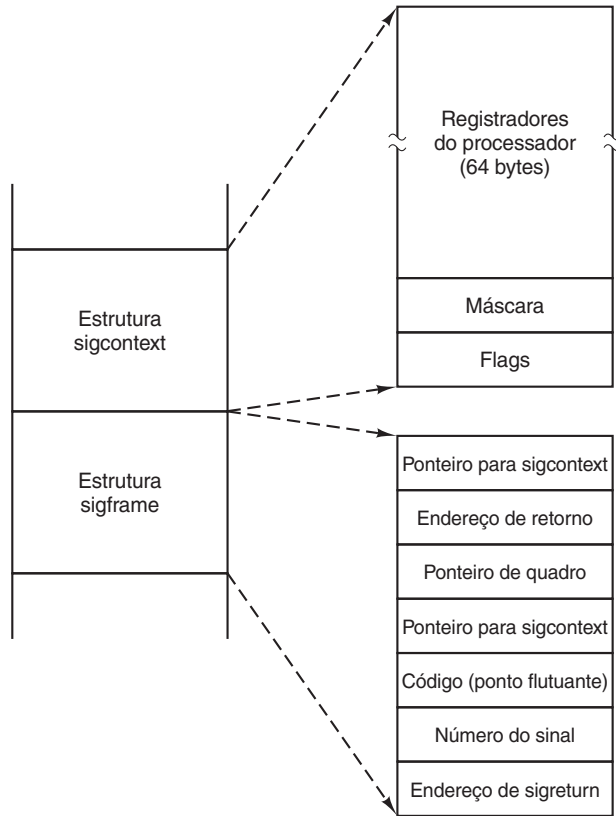 Estrutura
sigcontext
Estrutura
sigframe
Registradores
do processador
(64 bytes)
Máscara
Flags
Ponteiro para sigcontext
Endereço de retorno
Ponteiro de quadro
Ponteiro para sigcontext
Código (ponto flutuante)
Número do sinal
Endereço de sigreturn